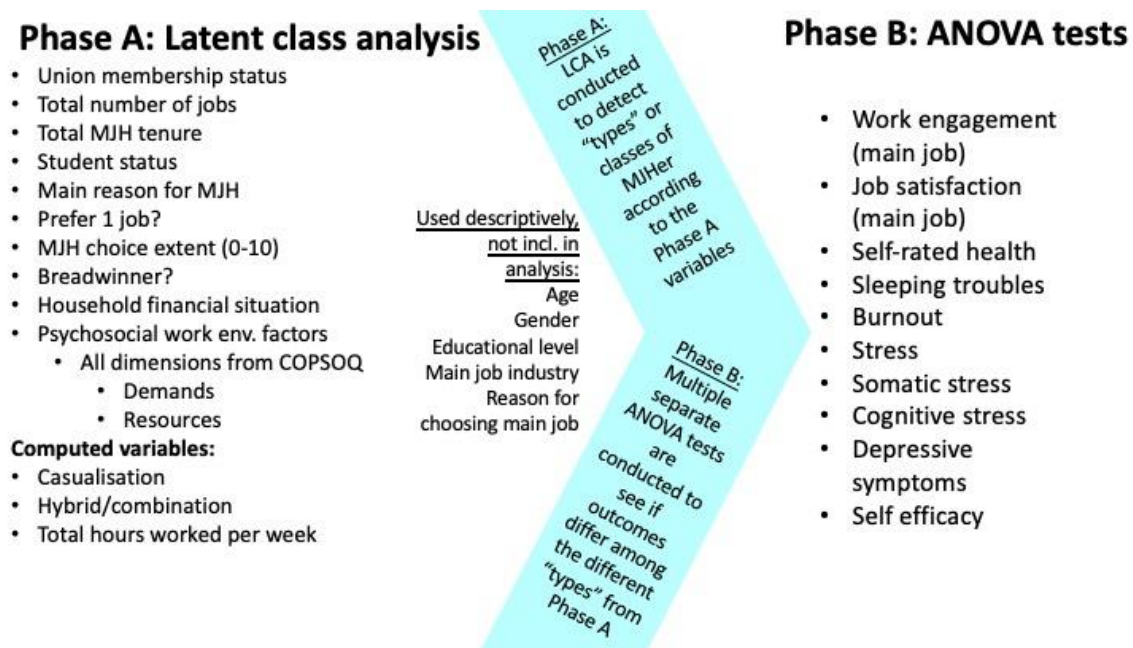 Phase A: Latent class analysis
• Union membership status
• Total number of jobs
• Total MJH tenure
• Student status
• Main reason for MJH
• Prefer 1 job?
• MJH choice extent (0-10)
• Breadwinner?
• Household financial situation
• Psychosocial work env. factors
• All dimensions from COPSOQ
• Demands
• Resources
Computed variables:
• Casualisation
• Hybrid/combination
• Total hours worked per week
Used descriptively,
not incl. in
analysis:
Age
Gender
Educational level
Main job industry
Reason for
choosing main job
Phase A:
LCA is
conducted
to detect
“types” or
classes of
MJHer
according
to the
Phase A
variables
Phase B:
Multiple
separate
ANOVA tests
are
conducted to
see if
outcomes
differ among
the different
“types” from
Phase A
Phase B: ANOVA tests
• Work engagement
(main job)
• Job satisfaction
(main job)
• Self-rated health
• Sleeping troubles
• Burnout
• Stress
• Somatic stress
• Cognitive stress
• Depressive
symptoms
• Self efficacy